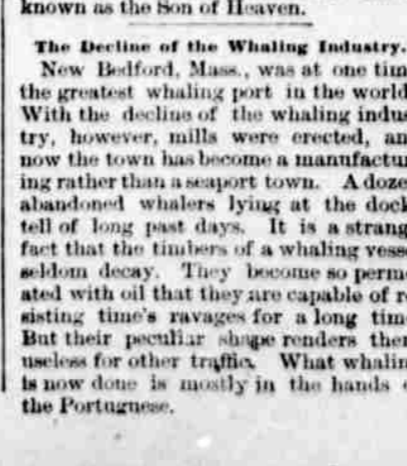 known as the Son of Heaven.
The Decline of the Whaling Industry.
New Bedford, Mass., was at one tim
the greatest whaling port in the world
With the decline of the whaling indus
try, however, mills were erected, an
now the town has become a manufactur
ing rather than a seaport town. A doze
abandoned whalers lying at the dock
tell of long past days. It is a strang
fact that the timbers of a whaling vess
seldom decay. They become so perme
ated with oil that they are capable of r
sisting time's ravages for a long tim
But their peculiar shape renders ther
useless for other traffic. What whalin
is now done is mostly in the hands
the Portuguese.